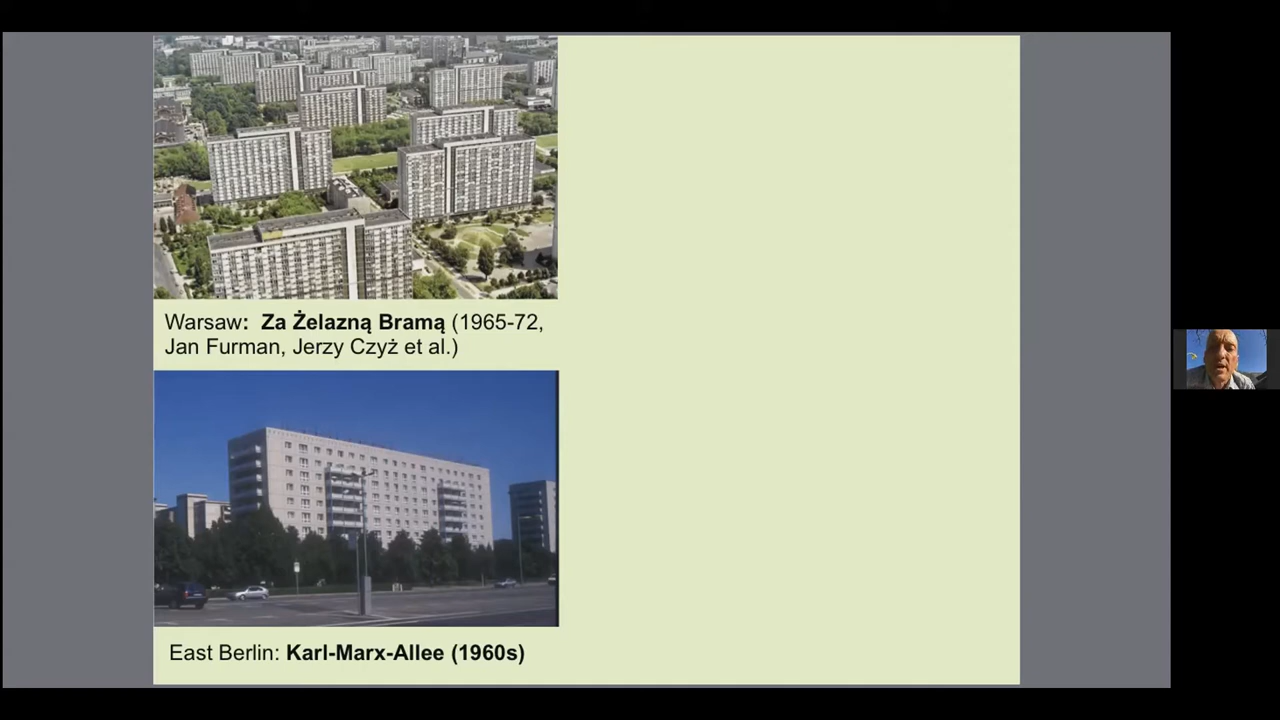 Warsaw:  Za Żelazną Bramą (1965-72,
Jan Furman, Jerzy Czyż et al.)
East Berlin: Karl-Marx-Allee (1960s)